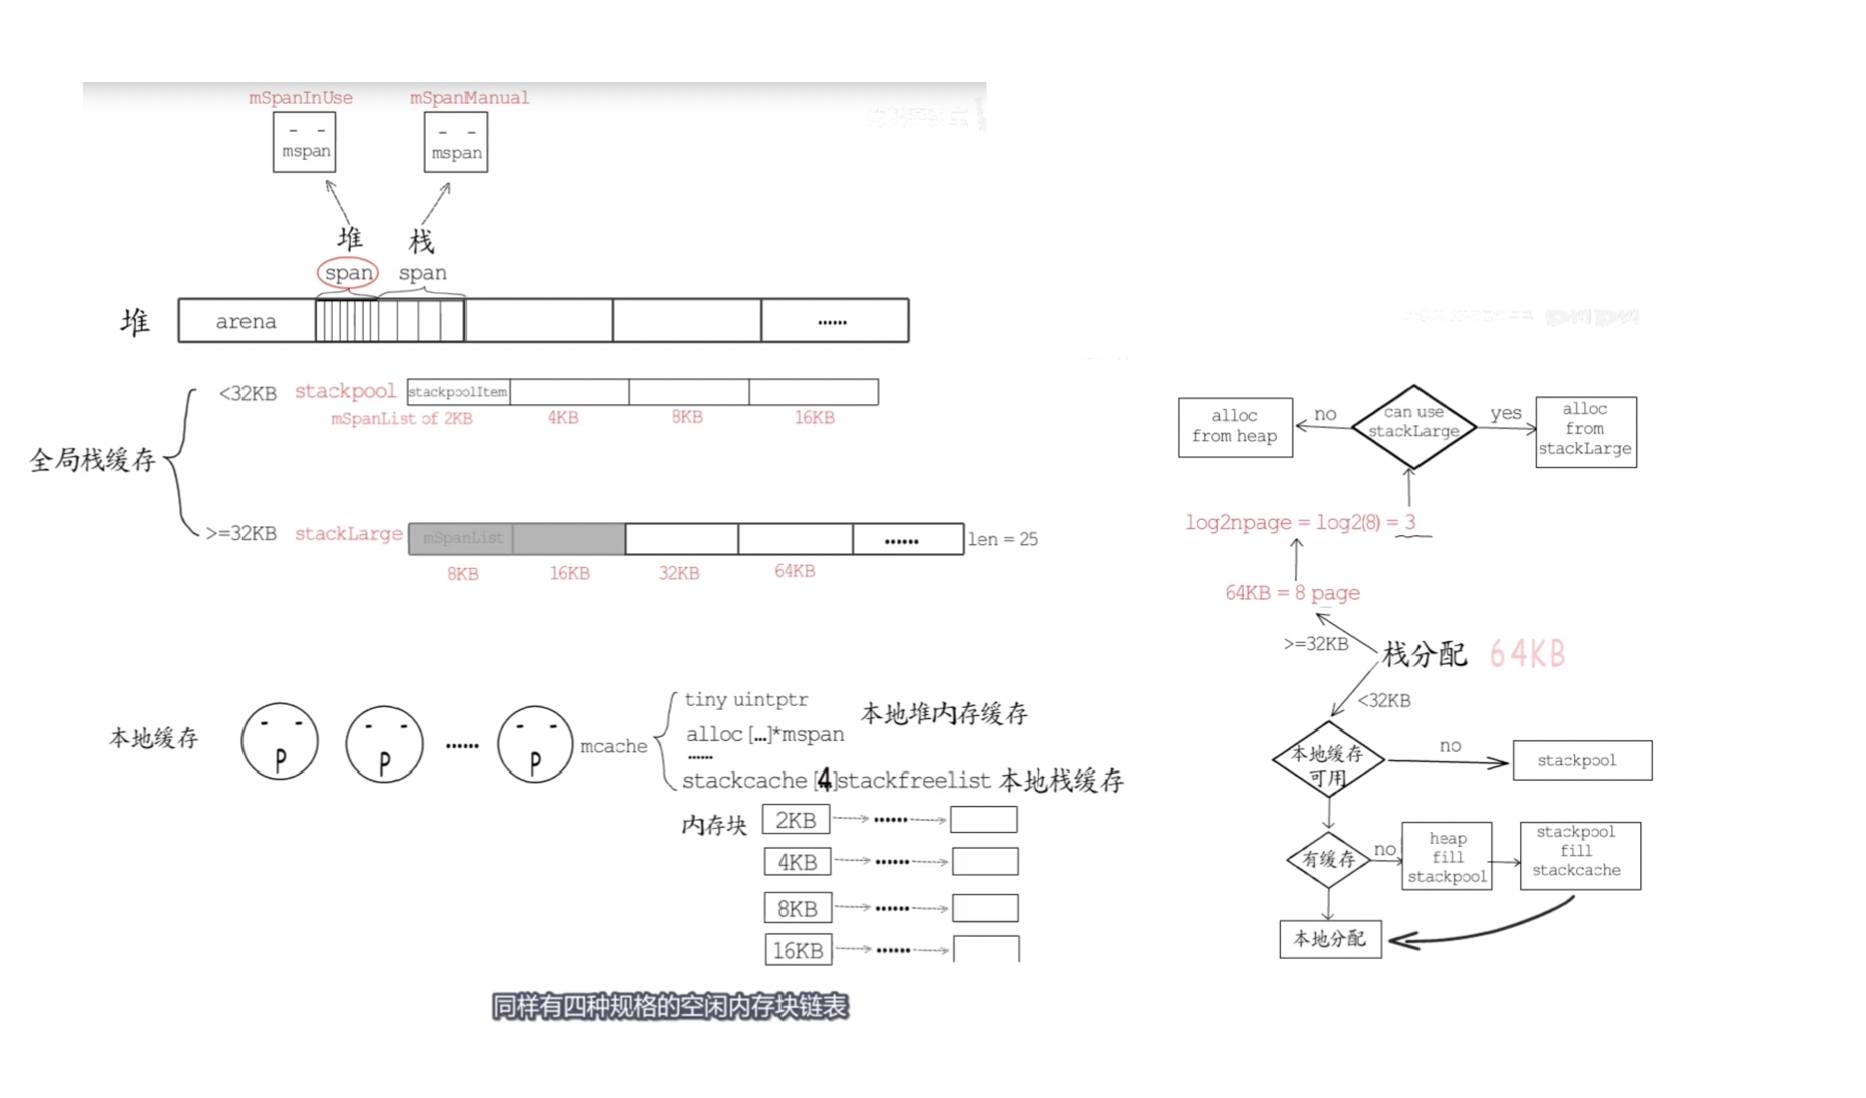 mSpanInUse
mSpanManual
mspan
mspan
堆
栈
span
span
堆
arena
......
全局栈缓存
<32KB
stackpool
stackpoolItem
mSpanList of 2KB
4KB
8KB
16KB
>=32KB
stackLarge
mSpanList
......
len = 25
8KB
16KB
32KB
64KB
本地缓存
P
P
......
P
mcache
tiny uintptr
alloc [...]*mspan
本地堆内存缓存
......
stackcache [4]stackfreelist 本地栈缓存
内存块
2KB
......
4KB
......
8KB
......
16KB
......
同样有四种规格的空闲内存块链表
alloc
from heap
no
can use
stackLarge
yes
alloc
from
stackLarge
log2npage = log2(8) = 3
64KB = 8 page
>=32KB
栈分配
64KB
<32KB
本地缓存
可用
no
stackpool
有缓存
no
heap
fill
stackpool
stackpool
fill
stackcache
本地分配